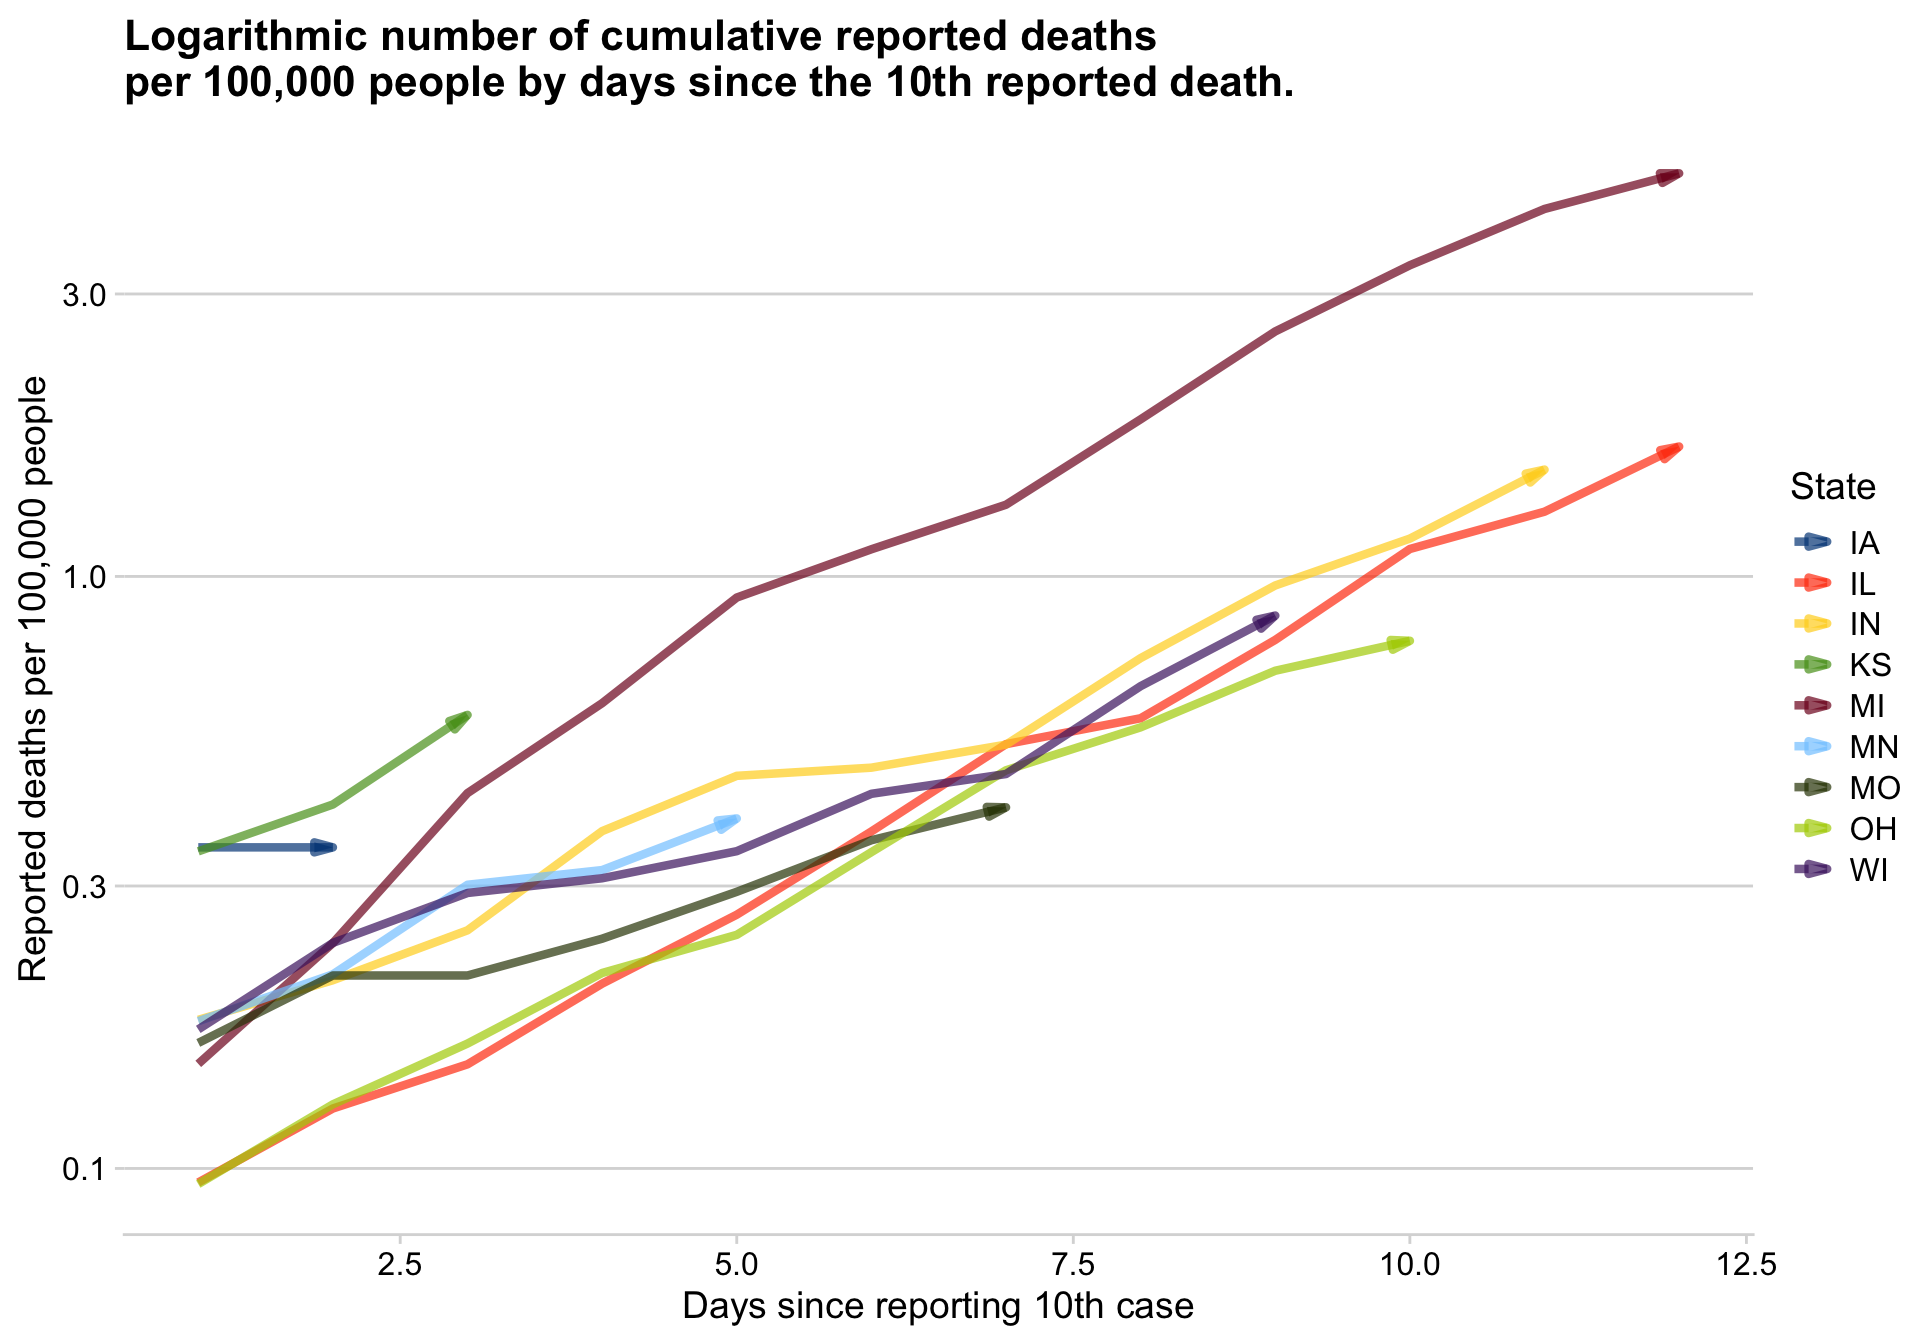 Logarithmic number of cumulative reported deaths
per 100,000 people by days since the 10th reported death.
Reported deaths per 100,000 people
3.0
1.0
0.3
0.1
2.5
5.0
7.5
10.0
12.5
Days since reporting 10th case
State
IA
IL
IN
KS
MI
MN
MO
OH
WI